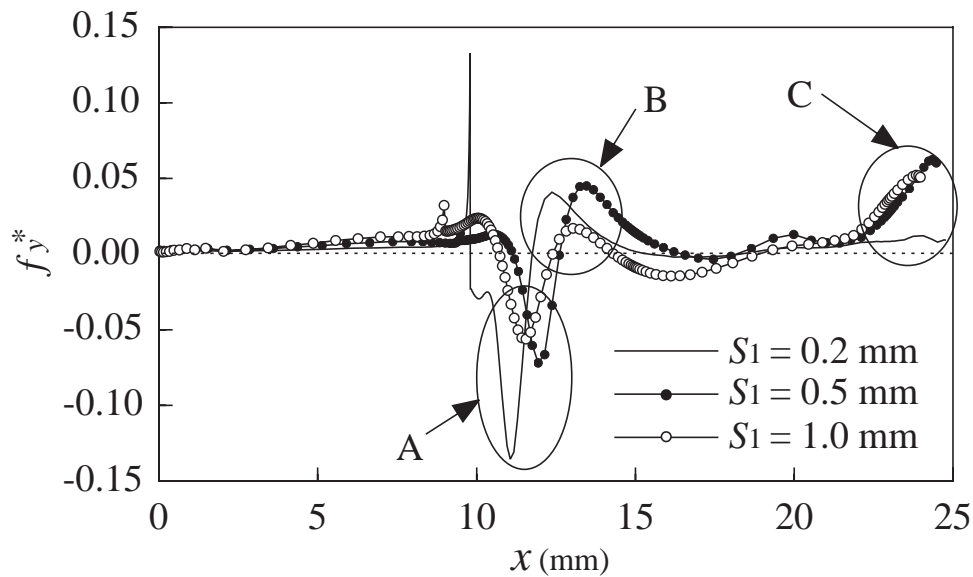 0.15
0.10
0.05
0.00
-0.05
-0.10
-0.15
f_y*
B
C
A
S1 = 0.2 mm
S1 = 0.5 mm
S1 = 1.0 mm
0 5 10 15 20 25
x (mm)